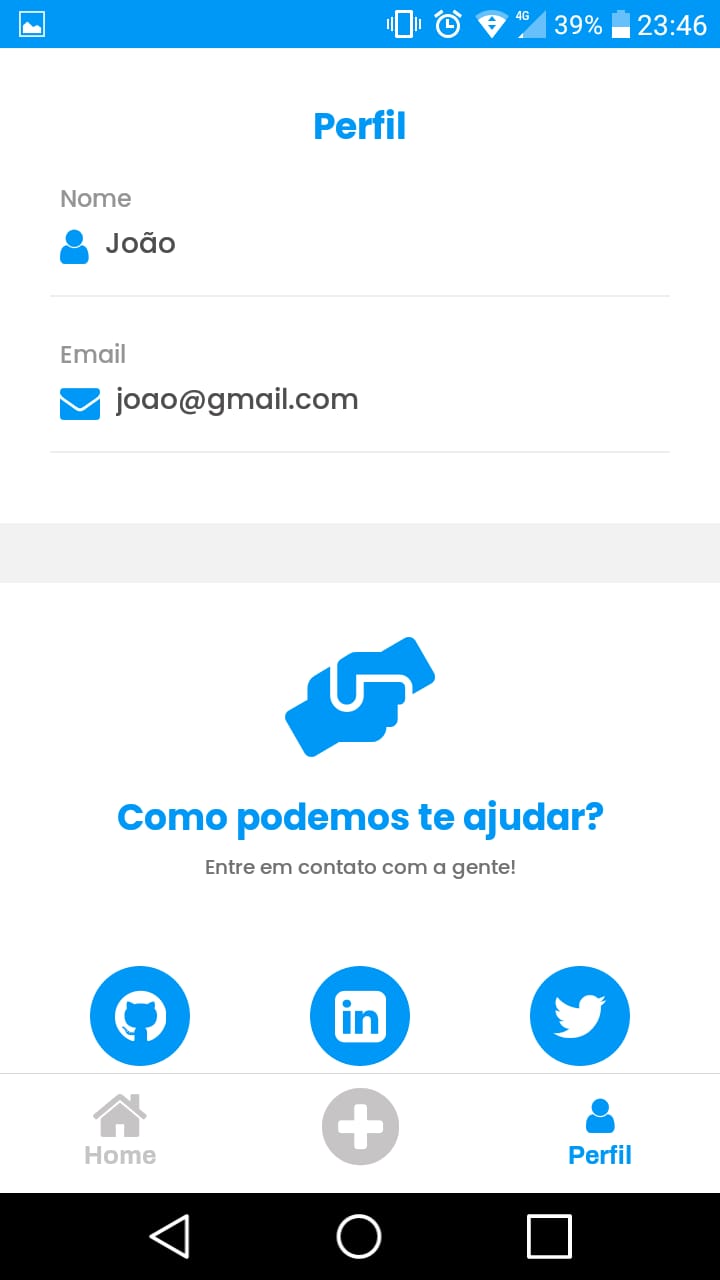 4G 39% 23:46
Perfil
Nome
João
Email
joao@gmail.com
Como podemos te ajudar?
Entre em contato com a gente!
in
Home
Perfil